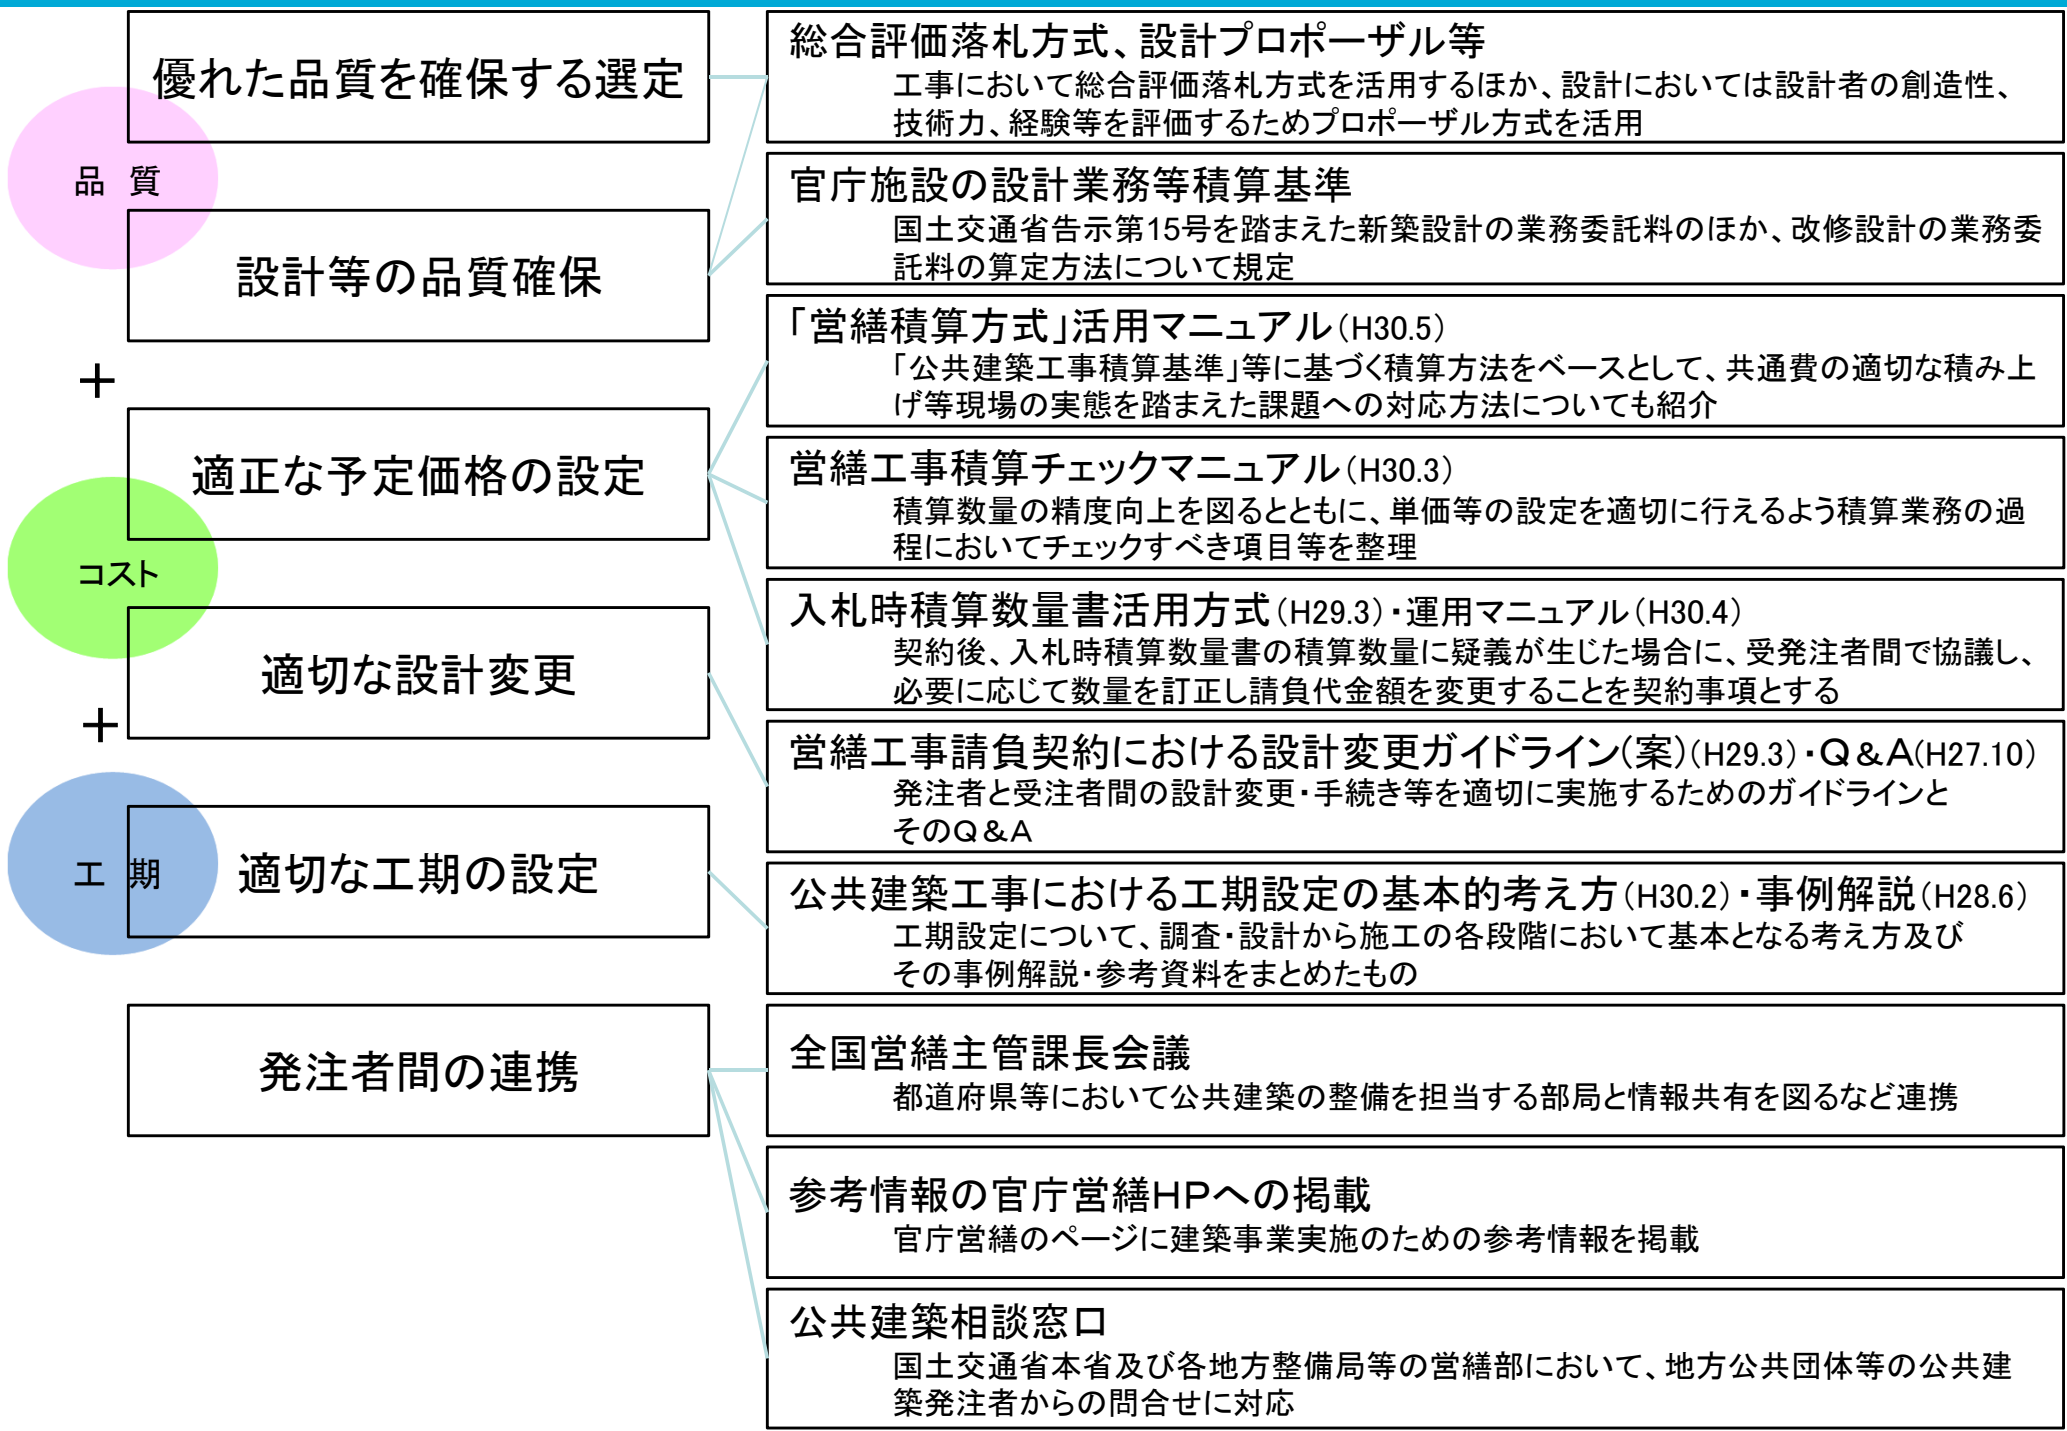 優れた品質を確保する選定
品 質
設計等の品質確保
＋
適正な予定価格の設定
コスト
適切な設計変更
＋
工 期
適切な工期の設定
発注者間の連携
総合評価落札方式、設計プロポーザル等
工事において総合評価落札方式を活用するほか、設計においては設計者の創造性、
技術力、経験等を評価するためプロポーザル方式を活用
官庁施設の設計業務等積算基準
国土交通省告示第15号を踏まえた新築設計の業務委託料のほか、改修設計の業務委
託料の算定方法について規定
「営繕積算方式」活用マニュアル（H30.5）
「公共建築工事積算基準」等に基づく積算方法をベースとして、共通費の適切な積み上
げ等現場の実態を踏まえた課題への対応方法についても紹介
営繕工事積算チェックマニュアル（H30.3）
積算数量の精度向上を図るとともに、単価等の設定を適切に行えるよう積算業務の過
程においてチェックすべき項目等を整理
入札時積算数量書活用方式（H29.3）・運用マニュアル（H30.4）
契約後、入札時積算数量書の積算数量に疑義が生じた場合に、受発注者間で協議し、
必要に応じて数量を訂正し請負代金額を変更することを契約事項とする
営繕工事請負契約における設計変更ガイドライン(案)（H29.3）・Ｑ＆Ａ(H27.10）
発注者と受注者間の設計変更・手続き等を適切に実施するためのガイドラインと
そのＱ＆Ａ
公共建築工事における工期設定の基本的考え方（H30.2）・事例解説（H28.6）
工期設定について、調査・設計から施工の各段階において基本となる考え方及び
その事例解説・参考資料をまとめたもの
全国営繕主管課長会議
都道府県等において公共建築の整備を担当する部局と情報共有を図るなど連携
参考情報の官庁営繕ＨＰへの掲載
官庁営繕のページに建築事業実施のための参考情報を掲載
公共建築相談窓口
国土交通省本省及び各地方整備局等の営繕部において、地方公共団体等の公共建
築発注者からの問合せに対応